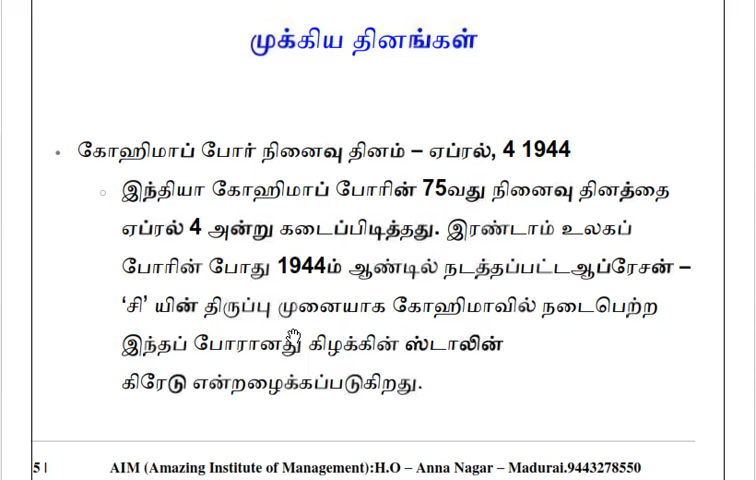 முக்கிய தினங்கள்
• கோஹிமாப் போர் நினைவு தினம் – ஏப்ரல், 4 1944
○ இந்தியா கோஹிமாப் போரின் 75வது நினைவு தினத்தை
ஏப்ரல் 4 அன்று கடைப்பிடித்தது. இரண்டாம் உலகப்
போரின் போது 1944ம் ஆண்டில் நடத்தப்பட்டஆப்ரேசன் –
‘சி’ யின் திருப்பு முனையாக கோஹிமாவில் நடைபெற்ற
இந்தப் போரானது கிழக்கின் ஸ்டாலின்
கிரேடு என்றழைக்கப்படுகிறது.
5 | AIM (Amazing Institute of Management):H.O – Anna Nagar – Madurai.9443278550